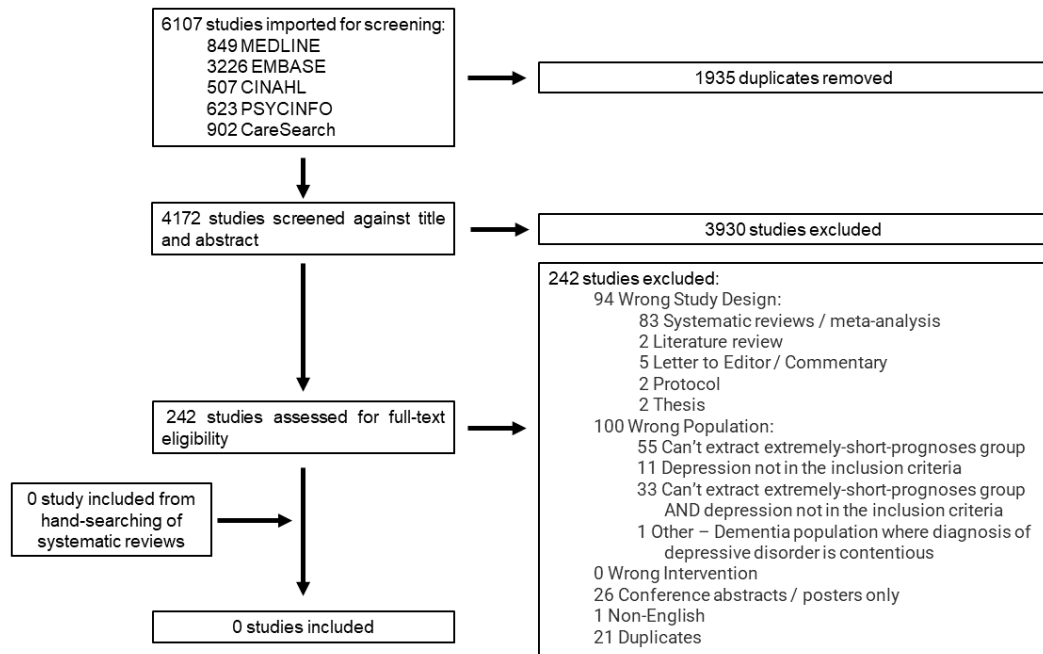 6107 studies imported for screening:
849 MEDLINE
3226 EMBASE
507 CINAHL
623 PSYCINFO
902 CareSearch
1935 duplicates removed
4172 studies screened against title
and abstract
3930 studies excluded
242 studies assessed for full-text
eligibility
242 studies excluded:
94 Wrong Study Design:
83 Systematic reviews / meta-analysis
2 Literature review
5 Letter to Editor / Commentary
2 Protocol
2 Thesis
100 Wrong Population:
55 Can’t extract extremely-short-prognoses group
11 Depression not in the inclusion criteria
33 Can’t extract extremely-short-prognoses group
AND depression not in the inclusion criteria
1 Other – Dementia population where diagnosis of
depressive disorder is contentious
0 Wrong Intervention
26 Conference abstracts / posters only
1 Non-English
21 Duplicates
0 study included from
hand-searching of
systematic reviews
0 studies included